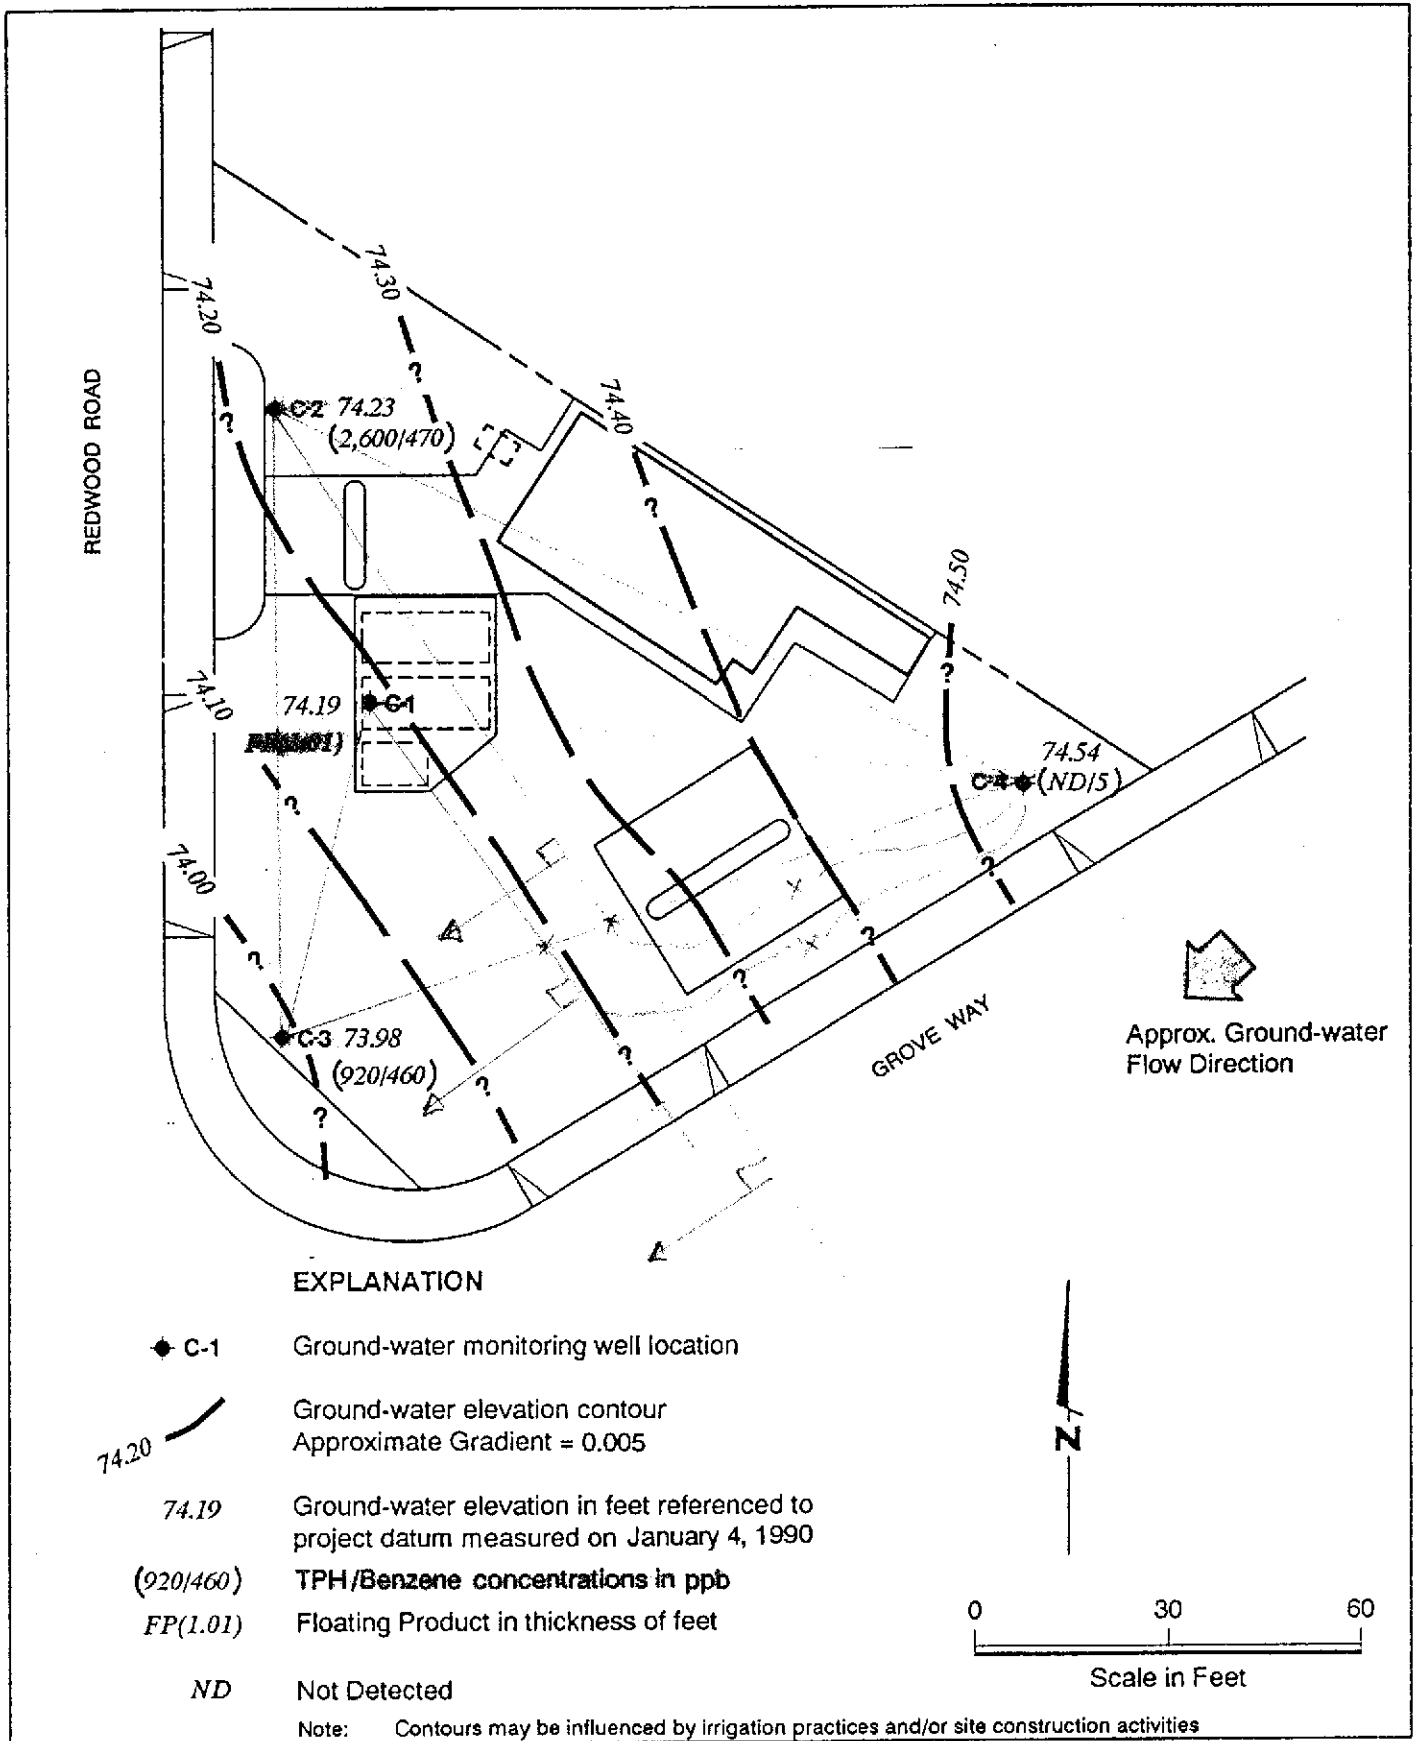 REDWOOD ROAD
74.20
74.30
74.40
74.50
74.10
74.00
?
?
?
?
?
?
?
?
?
?
?
?
C-2 74.23
(2,600/470)
74.19 C-1
74.54
C-4 (ND/5)
C-3 73.98
(920/460)
GROVE WAY
Approx. Ground-water
Flow Direction
EXPLANATION
C-1 Ground-water monitoring well location
74.20 Ground-water elevation contour
Approximate Gradient = 0.005
74.19 Ground-water elevation in feet referenced to
project datum measured on January 4, 1990
(920/460) TPH/Benzene concentrations in ppb
FP(1.01) Floating Product in thickness of feet
ND Not Detected
Note: Contours may be influenced by irrigation practices and/or site construction activities
N
0 30 60
Scale in Feet